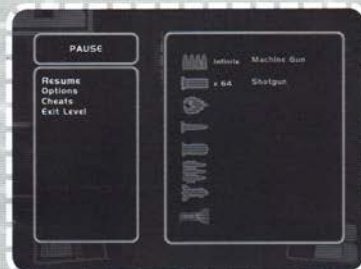 PAUSE
Resume
Options
Cheats
Exit Level
Infinite Machine Gun
x 64 Shotgun